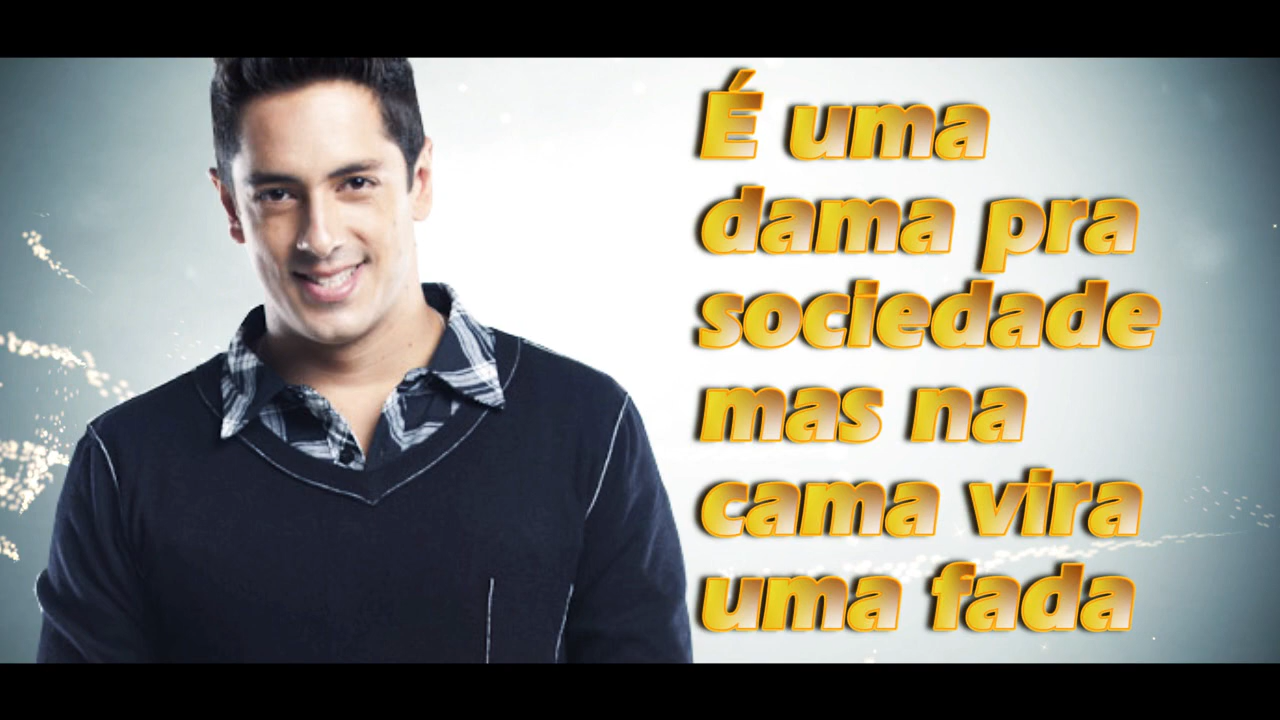 É uma
dama pra
sociedade
mas na
cama vira
uma fada